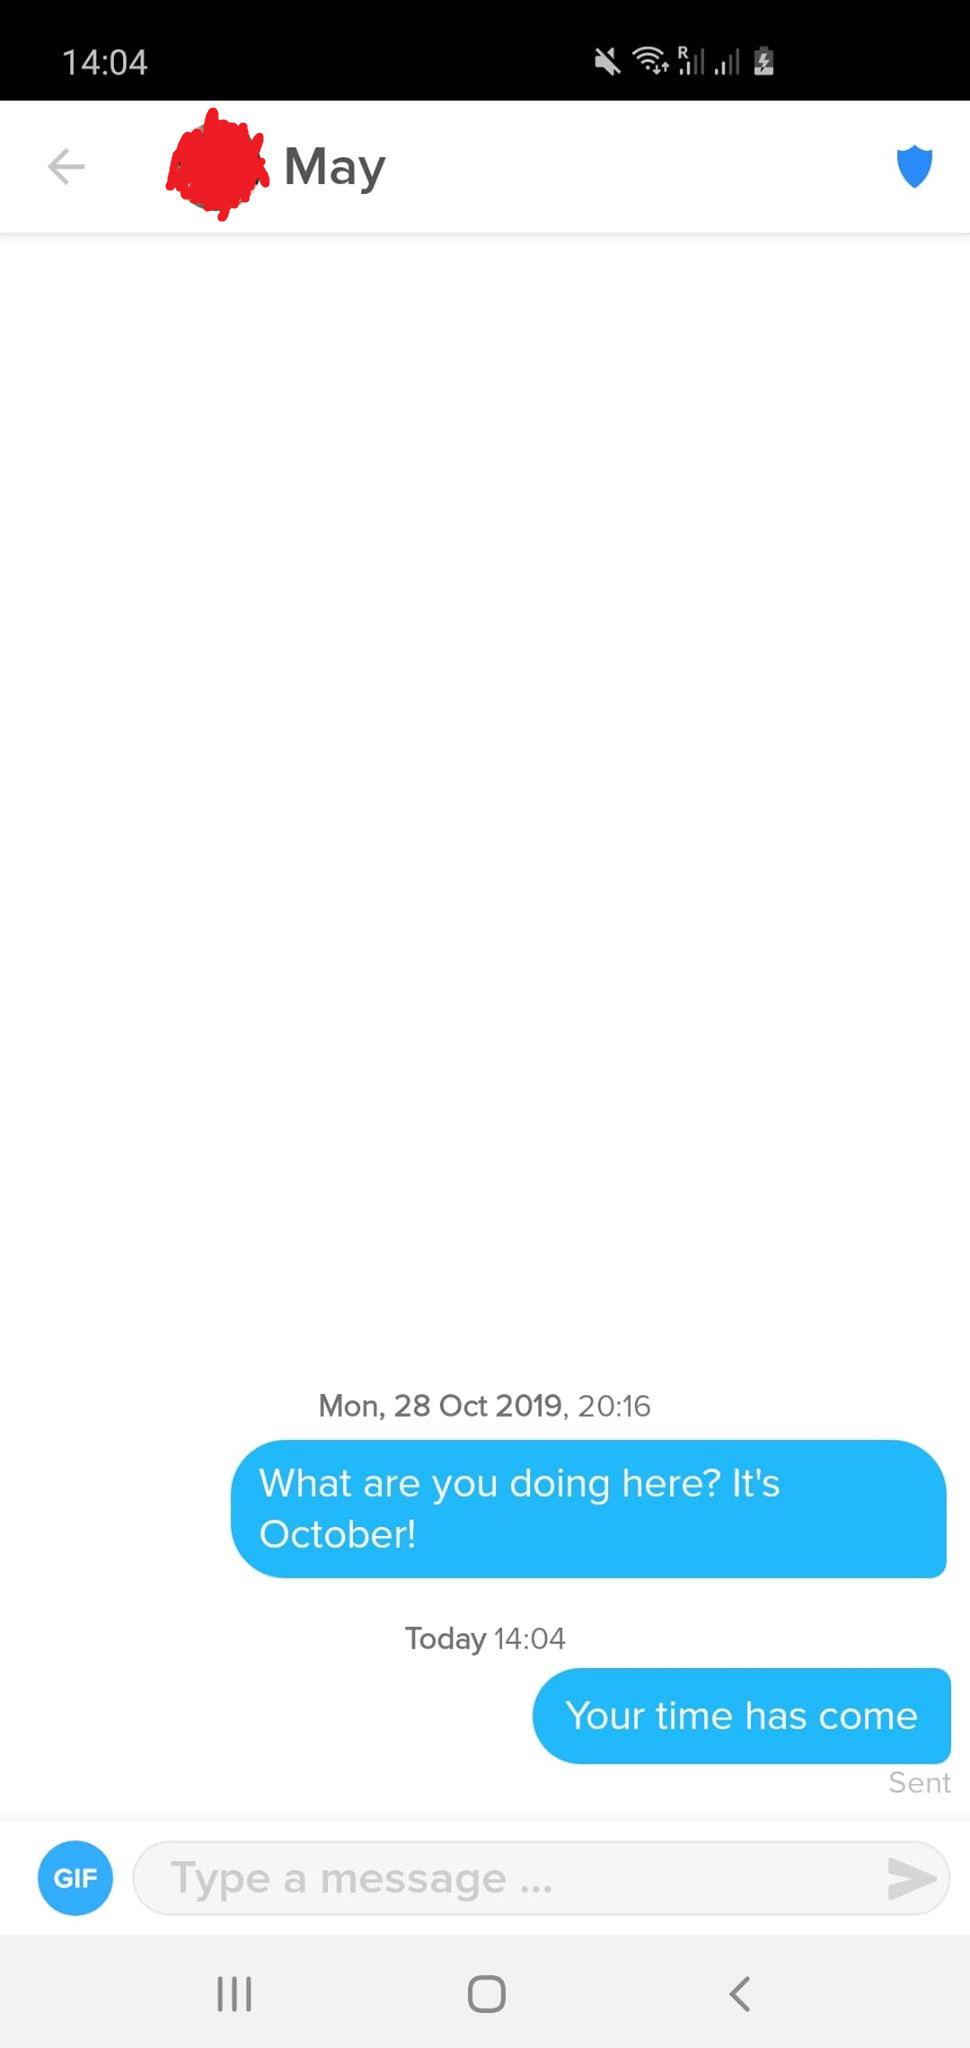 14:04
R
May
Mon, 28 Oct 2019, 20:16
What are you doing here? It's
October!
Today 14:04
Your time has come
Sent
GIF
Type a message ...